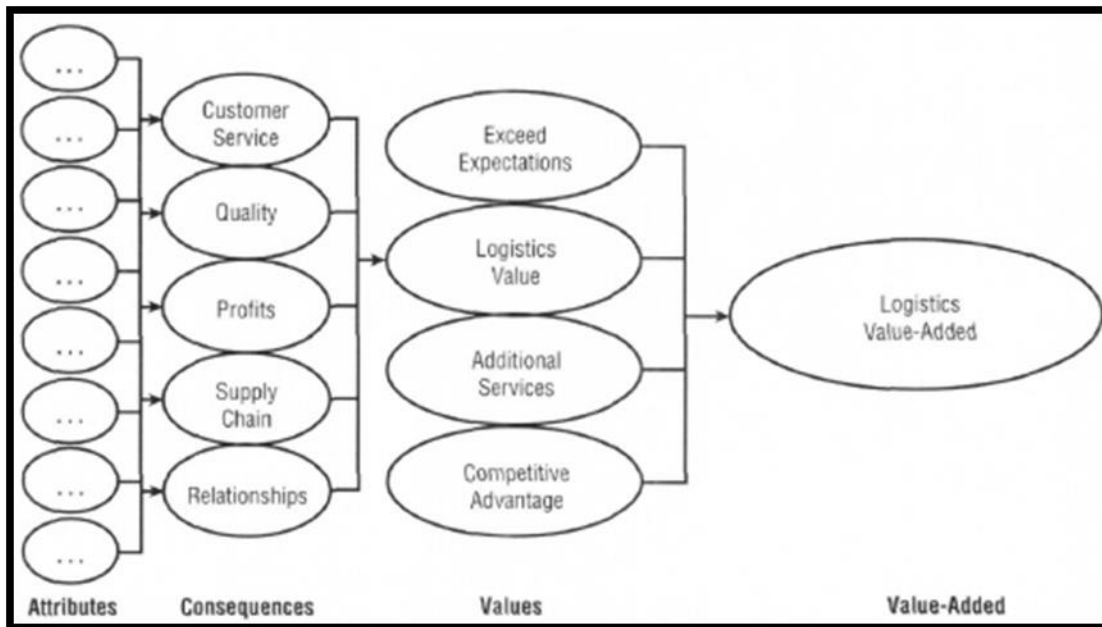 ...
...
...
...
...
...
...
...
Customer
Service
Quality
Profits
Supply
Chain
Relationships
Exceed
Expectations
Logistics
Value
Additional
Services
Competitive
Advantage
Logistics
Value-Added
Attributes
Consequences
Values
Value-Added